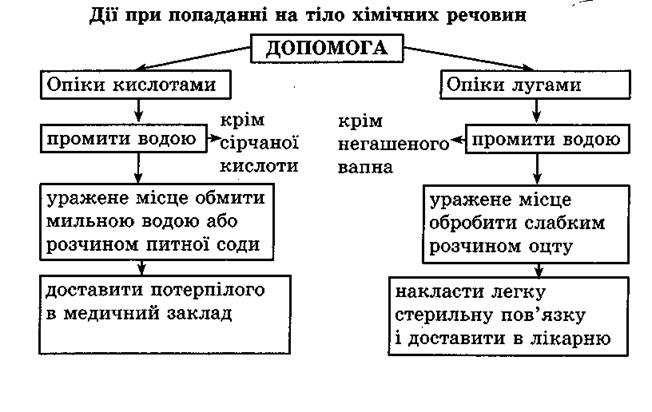 Дії при попаданні на тіло хімічних речовин
ДОПОМОГА
Опіки кислотами
промити водою
крім
сірчаної
кислоти
уражене місце обмити
мильною водою або
розчином питної соди
доставити потерпілого
в медичний заклад
Опіки лугами
крім
негашеного
вапна
промити водою
уражене місце
обробити слабким
розчином оцту
накласти легку
стерильну пов'язку
і доставити в лікарню